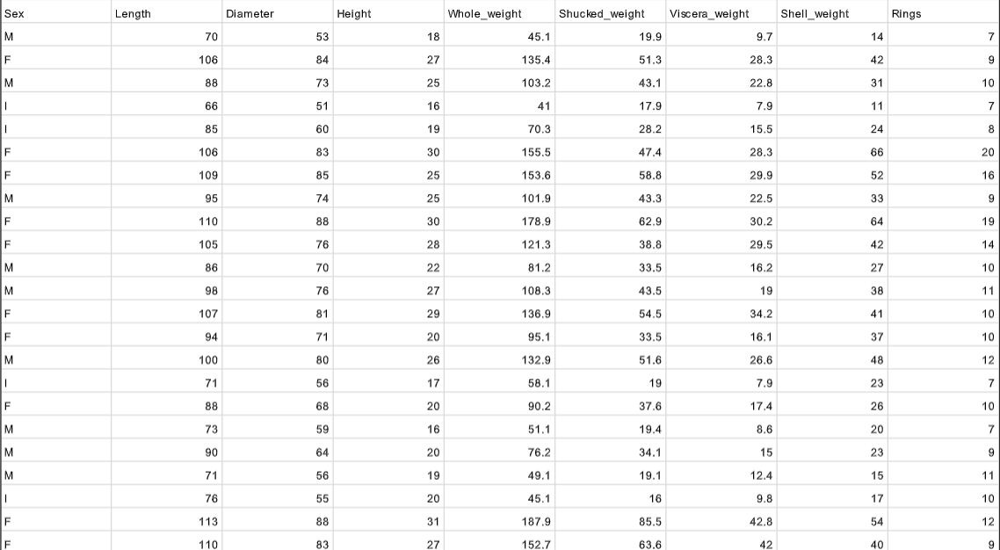 Sex Length Diameter Height Whole_weight Shucked_weight Viscera_weight Shell_weight Rings
M 70 53 18 45.1 19.9 9.7 14 7
F 106 84 27 135.4 51.3 28.3 42 9
M 88 73 25 103.2 43.1 22.8 31 10
I 66 51 16 41 17.9 7.9 11 7
I 85 60 19 70.3 28.2 15.5 24 8
F 106 83 30 155.5 47.4 28.3 66 20
F 109 85 25 153.6 58.8 29.9 52 16
M 95 74 25 101.9 43.3 22.5 33 9
F 110 88 30 178.9 62.9 30.2 64 19
F 105 76 28 121.3 38.8 29.5 42 14
M 86 70 22 81.2 33.5 16.2 27 10
M 98 76 27 108.3 43.5 19 38 11
F 107 81 29 136.9 54.5 34.2 41 10
F 94 71 20 95.1 33.5 16.1 37 10
M 100 80 26 132.9 51.6 26.6 48 12
I 71 56 17 58.1 19 7.9 23 7
F 88 68 20 90.2 37.6 17.4 26 10
M 73 59 16 51.1 19.4 8.6 20 7
M 90 64 20 76.2 34.1 15 23 9
M 71 56 19 49.1 19.1 12.4 15 11
I 76 55 20 45.1 16 9.8 17 10
F 113 88 31 187.9 85.5 42.8 54 12
F 110 83 27 152.7 63.6 42 40 9